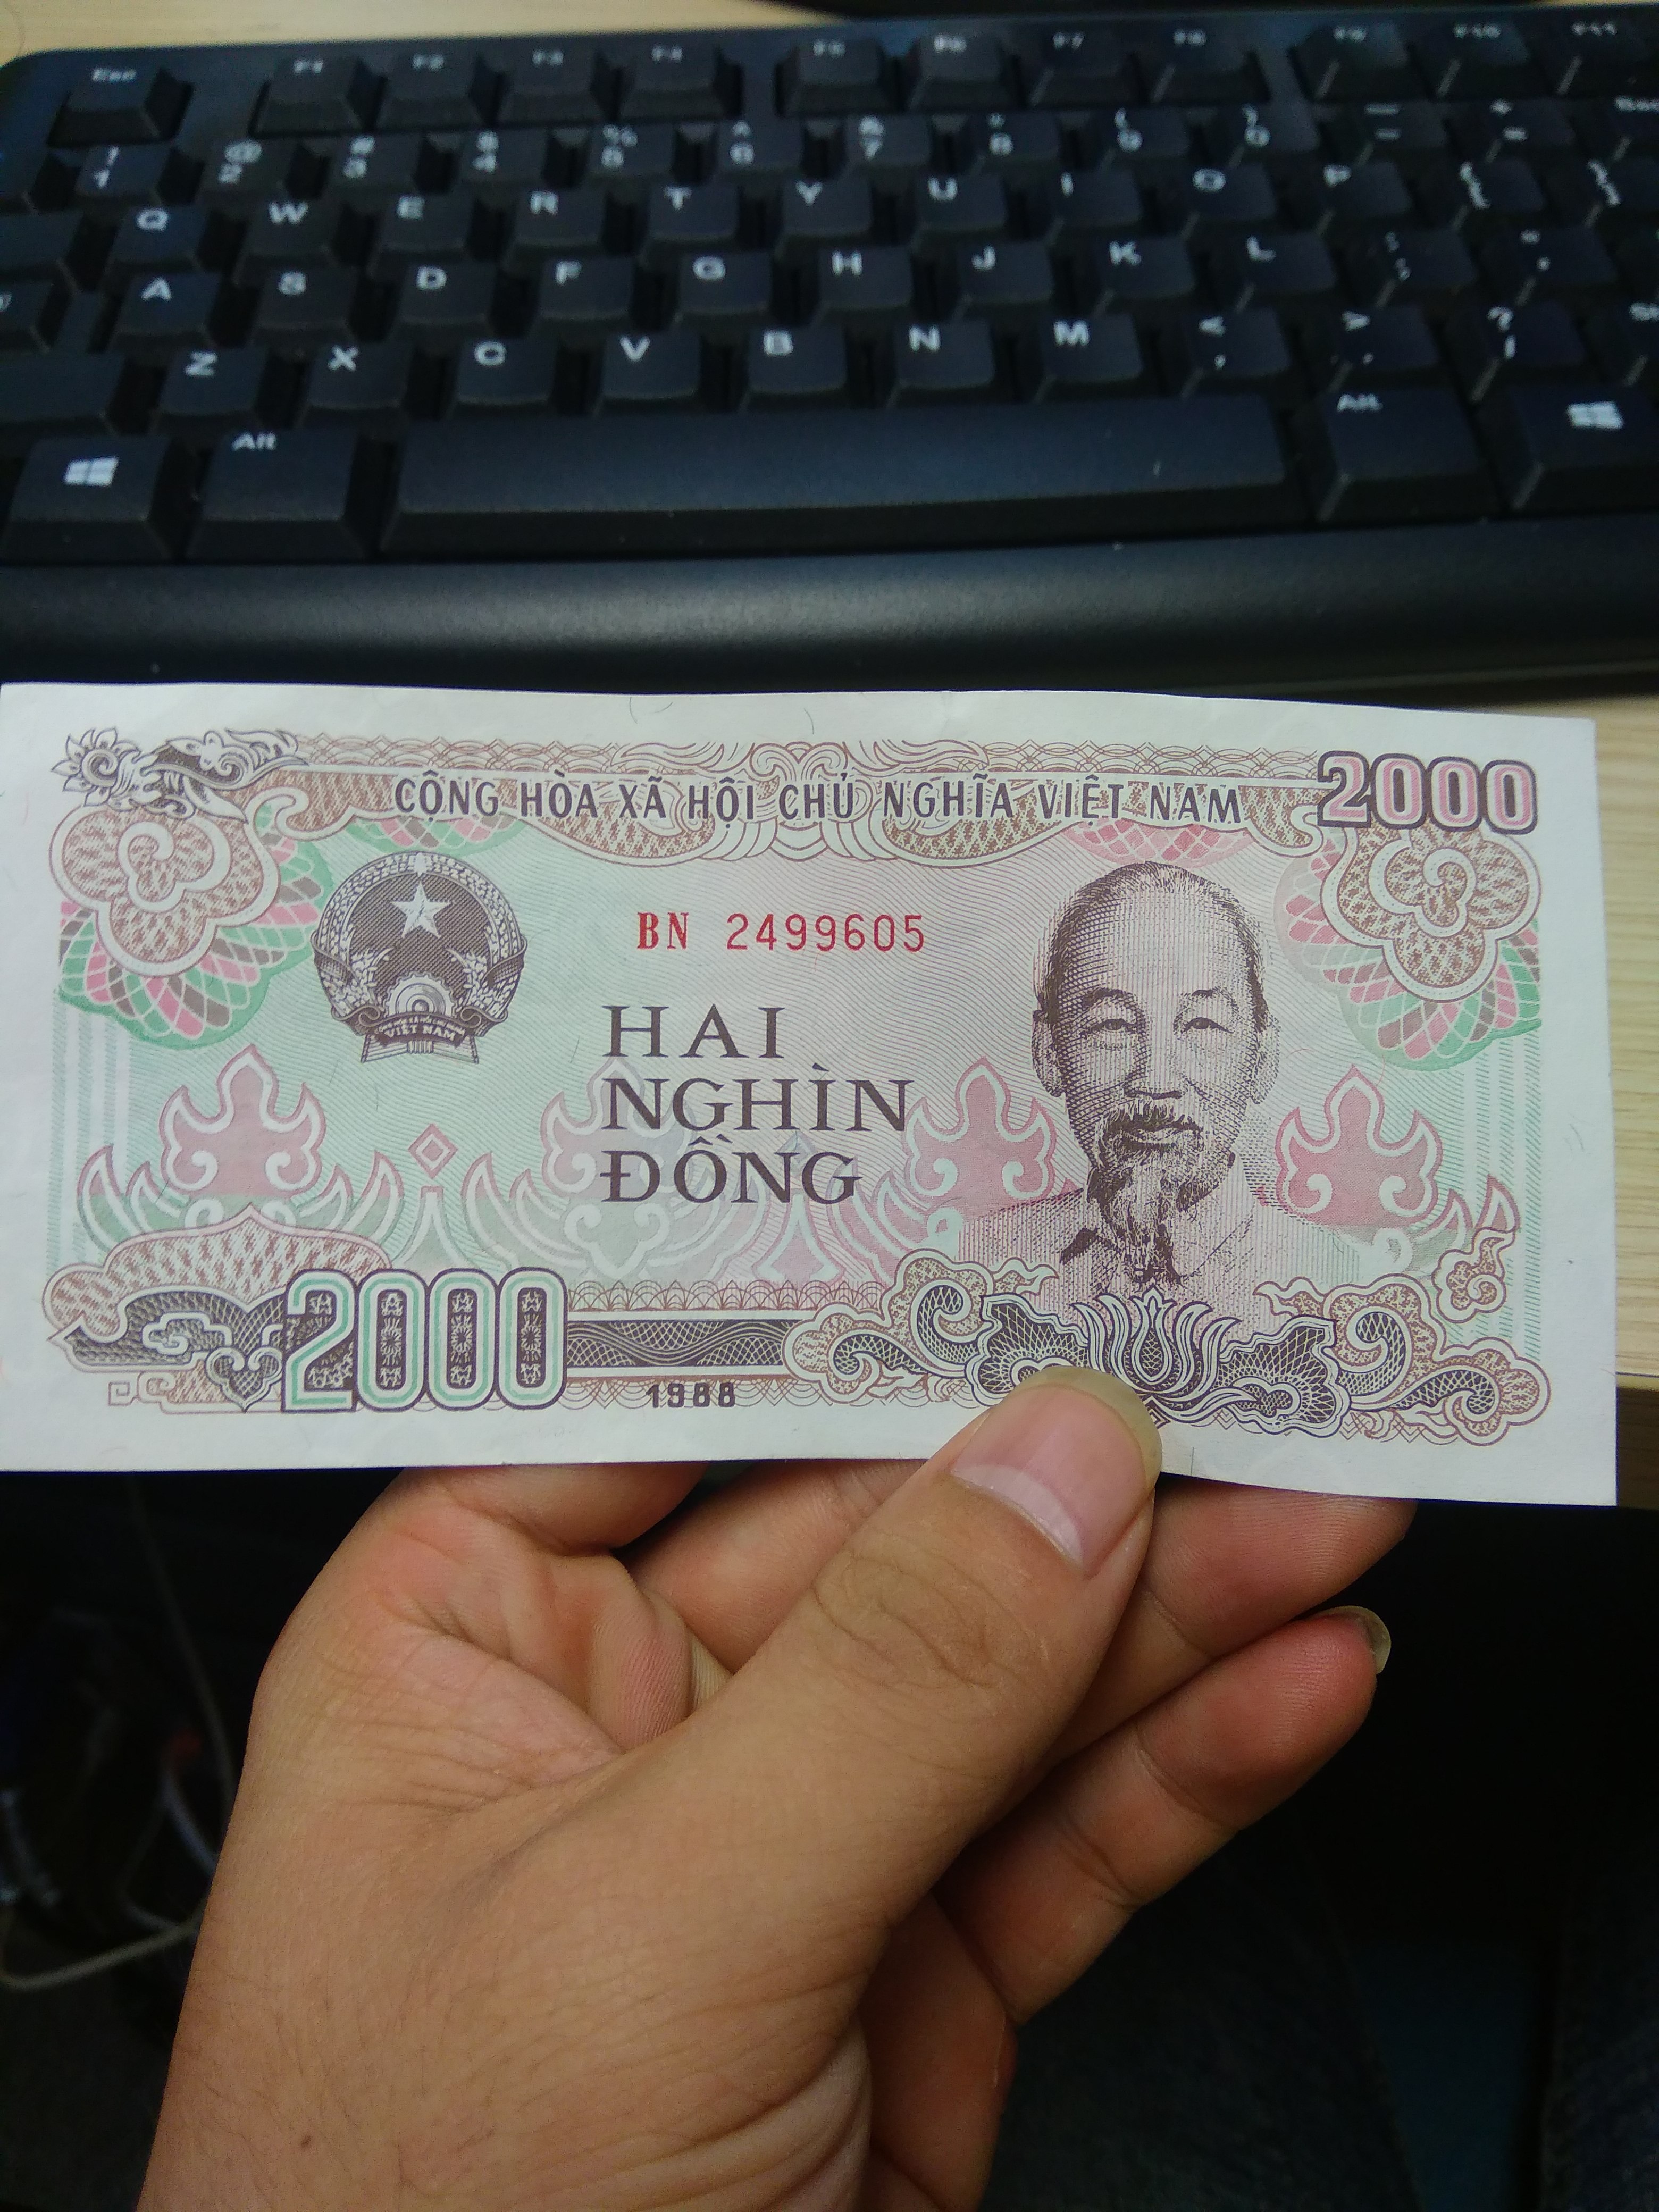 Esc F1 F2 F3 F4 F5 F6 F7 F8 F9 F10 F11
! @ # $ % ^ & * ( ) — +
1 2 3 4 5 6 7 8 9 0 - =
Q W E R T Y U I O P { }
A S D F G H J K L : "
; '
Z X C V B N M < > ?
, . /
Alt Alt
CỘNG HÒA XÃ HỘI CHỦ NGHĨA VIỆT NAM 2000
BN 2499605
VIỆT NAM
HAI
NGHÌN
ĐỒNG
2000
1988